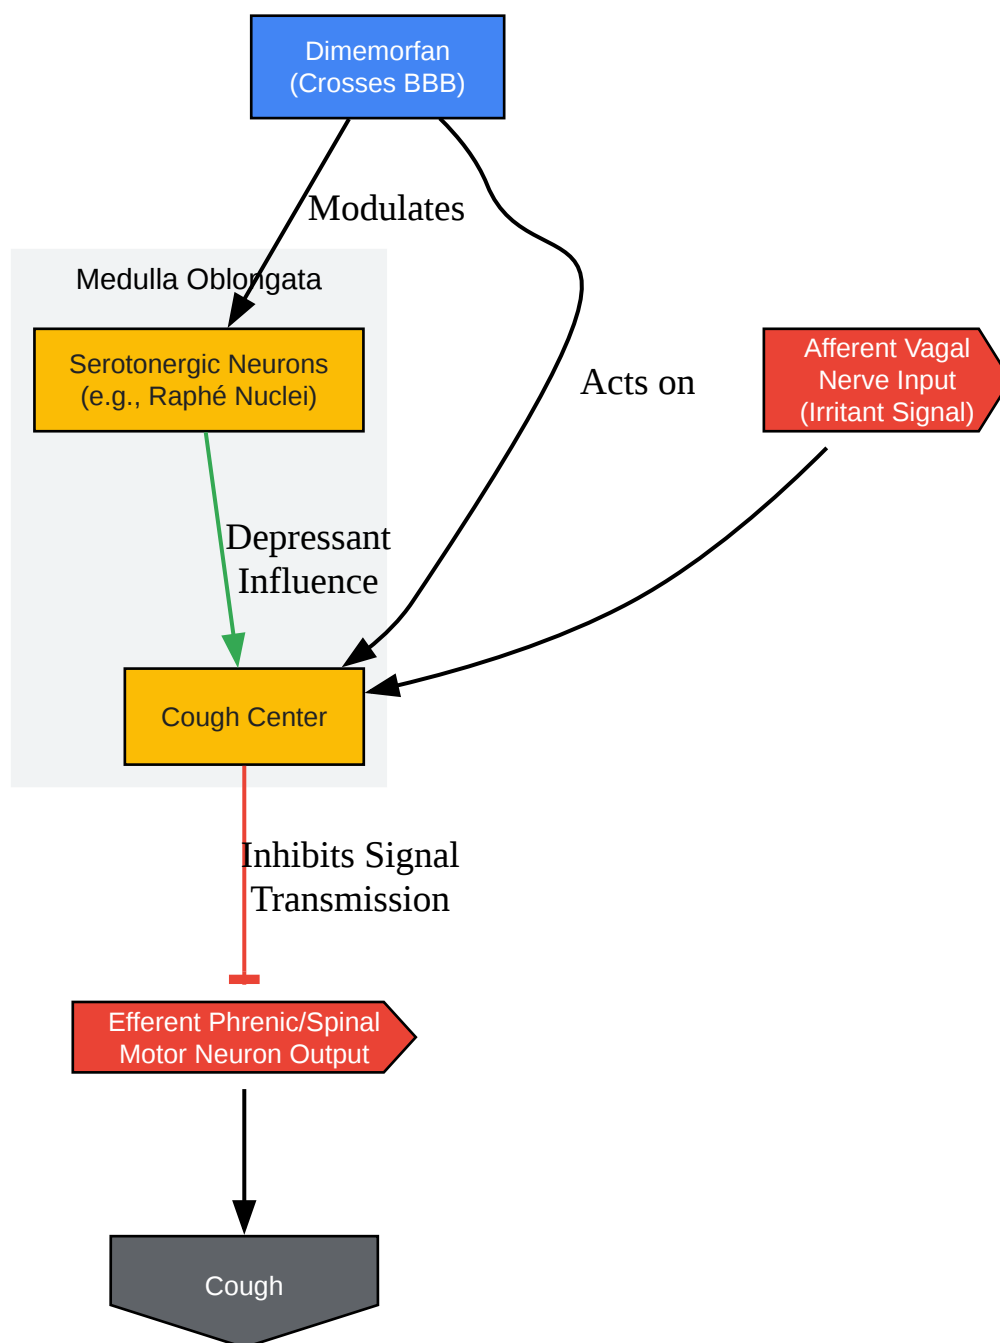 Dimemorfan
(Crosses BBB)
Modulates
Medulla Oblongata
Serotonergic Neurons
(e.g., Raphé Nuclei)
Acts on
Afferent Vagal
Nerve Input
(Irritant Signal)
Depressant
Influence
Cough Center
Inhibits Signal
Transmission
Efferent Phrenic/Spinal
Motor Neuron Output
Cough